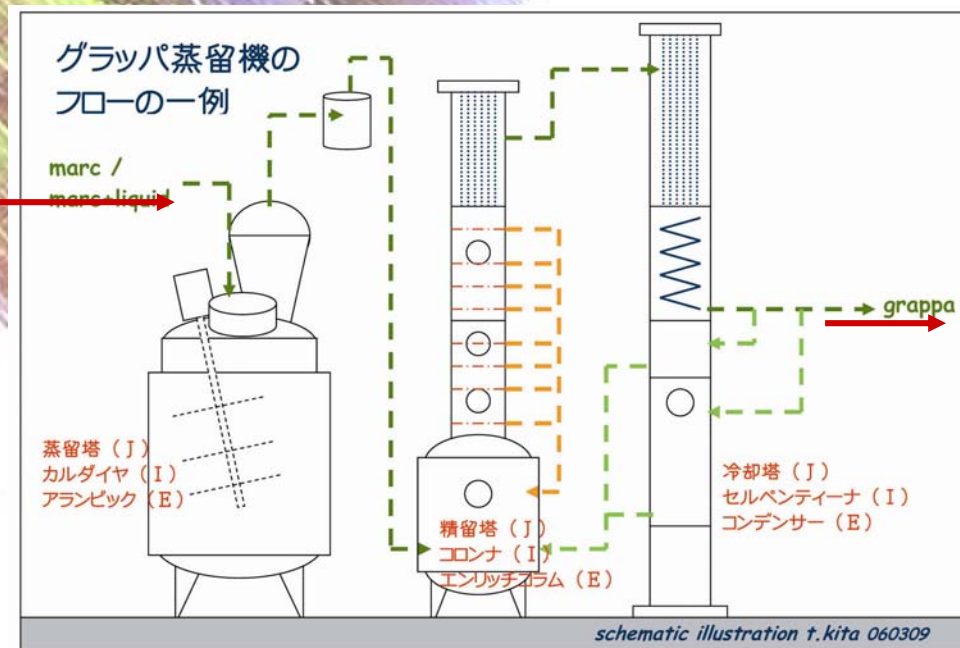 グラッパ蒸留機の
フローの一例
marc /
marc+liquid
grappa
蒸留塔（J）
カルダイヤ（I）
アランビック（E）
精留塔（J）
コロンナ（I）
エンリッチコラム（E）
冷却塔（J）
セルペンティーナ（I）
コンデンサー（E）
schematic illustration t.kita 060309